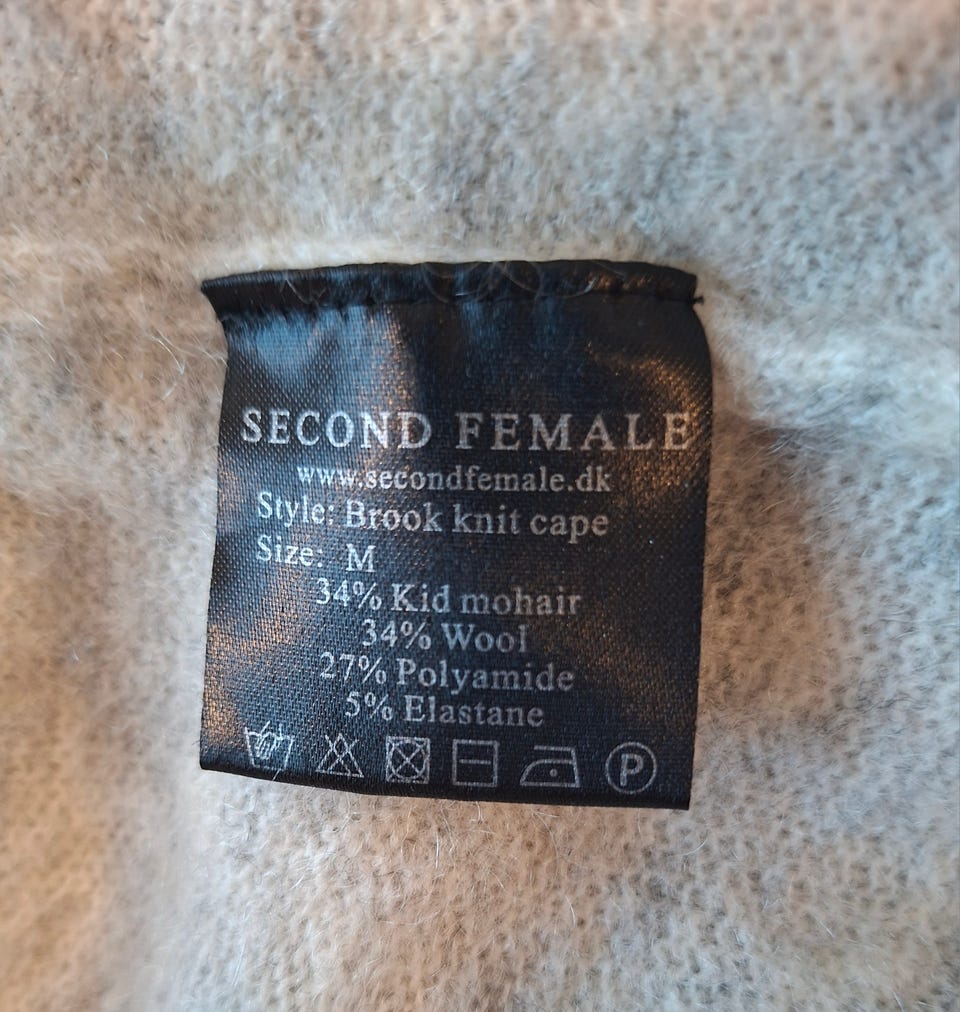 SECOND FEMALE
www.secondfemale.dk
Style: Brook knit cape
Size: M
34% Kid mohair
34% Wool
27% Polyamide
5% Elastane
P